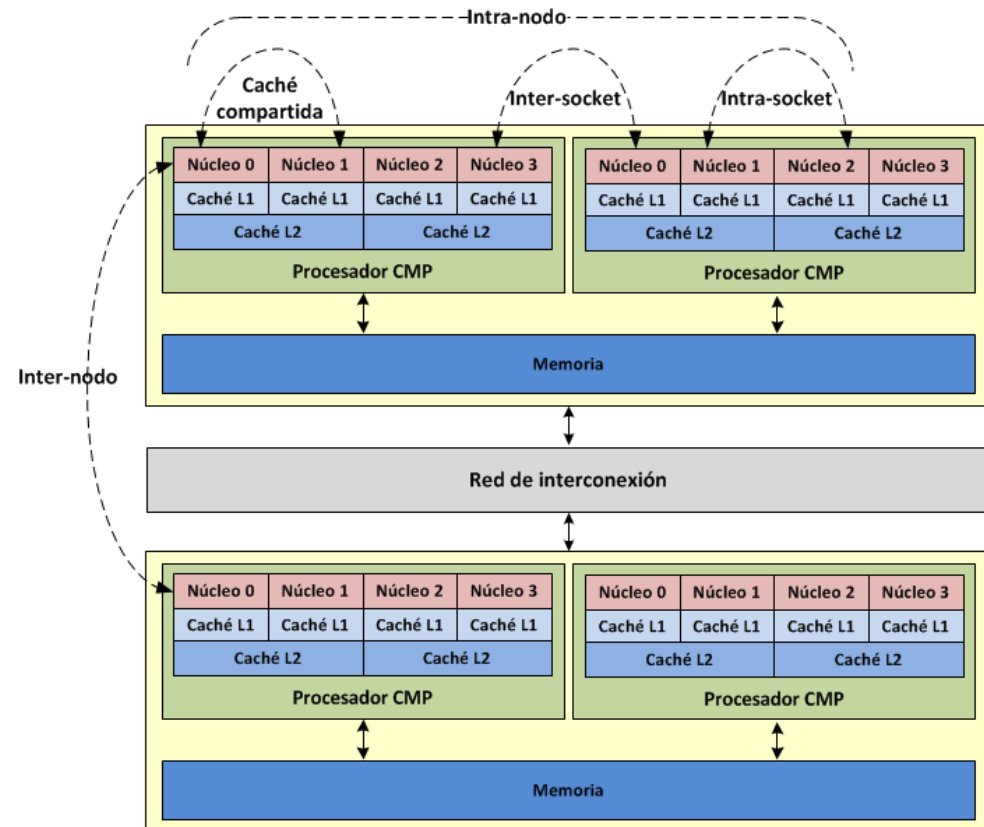 Intra-nodo
Caché
compartida
Inter-socket
Intra-socket
Núcleo 0 Núcleo 1 Núcleo 2 Núcleo 3
Caché L1 Caché L1 Caché L1 Caché L1
Caché L2 Caché L2
Procesador CMP
Núcleo 0 Núcleo 1 Núcleo 2 Núcleo 3
Caché L1 Caché L1 Caché L1 Caché L1
Caché L2 Caché L2
Procesador CMP
Memoria
Inter-nodo
Red de interconexión
Núcleo 0 Núcleo 1 Núcleo 2 Núcleo 3
Caché L1 Caché L1 Caché L1 Caché L1
Caché L2 Caché L2
Procesador CMP
Núcleo 0 Núcleo 1 Núcleo 2 Núcleo 3
Caché L1 Caché L1 Caché L1 Caché L1
Caché L2 Caché L2
Procesador CMP
Memoria